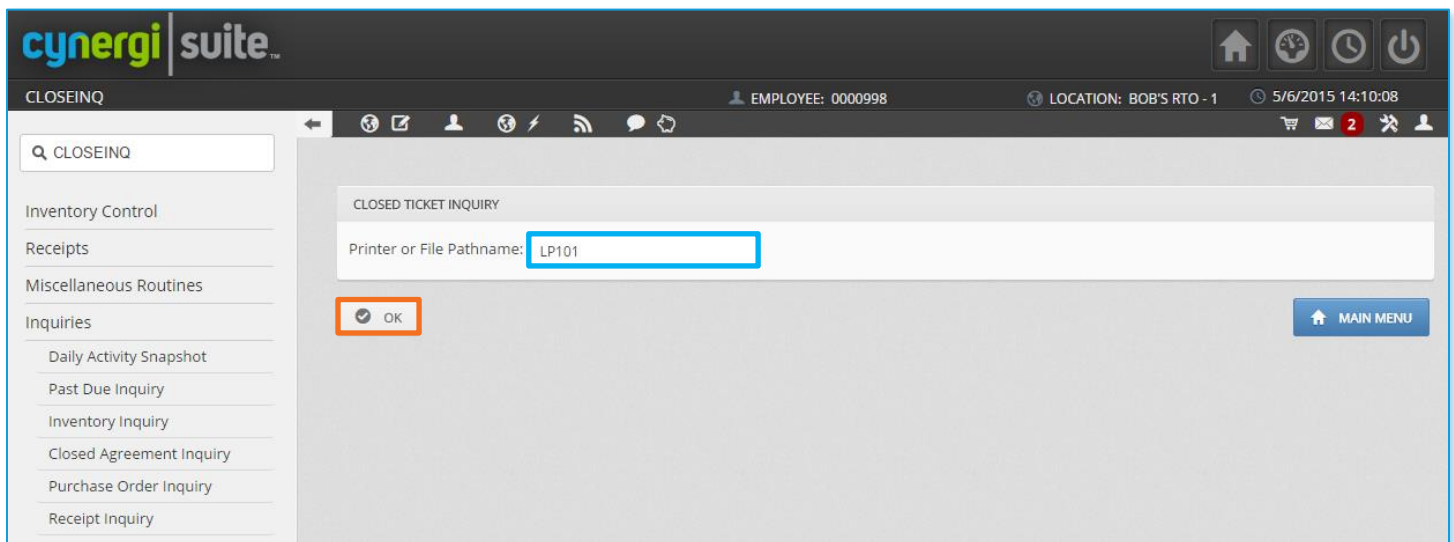 cynergi suite™
CLOSEINQ EMPLOYEE: 0000998 LOCATION: BOB'S RTO - 1 5/6/2015 14:10:08
2
CLOSEINQ
CLOSED TICKET INQUIRY
Inventory Control
Receipts
Printer or File Pathname: LP101
Miscellaneous Routines
Inquiries
OK
MAIN MENU
Daily Activity Snapshot
Past Due Inquiry
Inventory Inquiry
Closed Agreement Inquiry
Purchase Order Inquiry
Receipt Inquiry